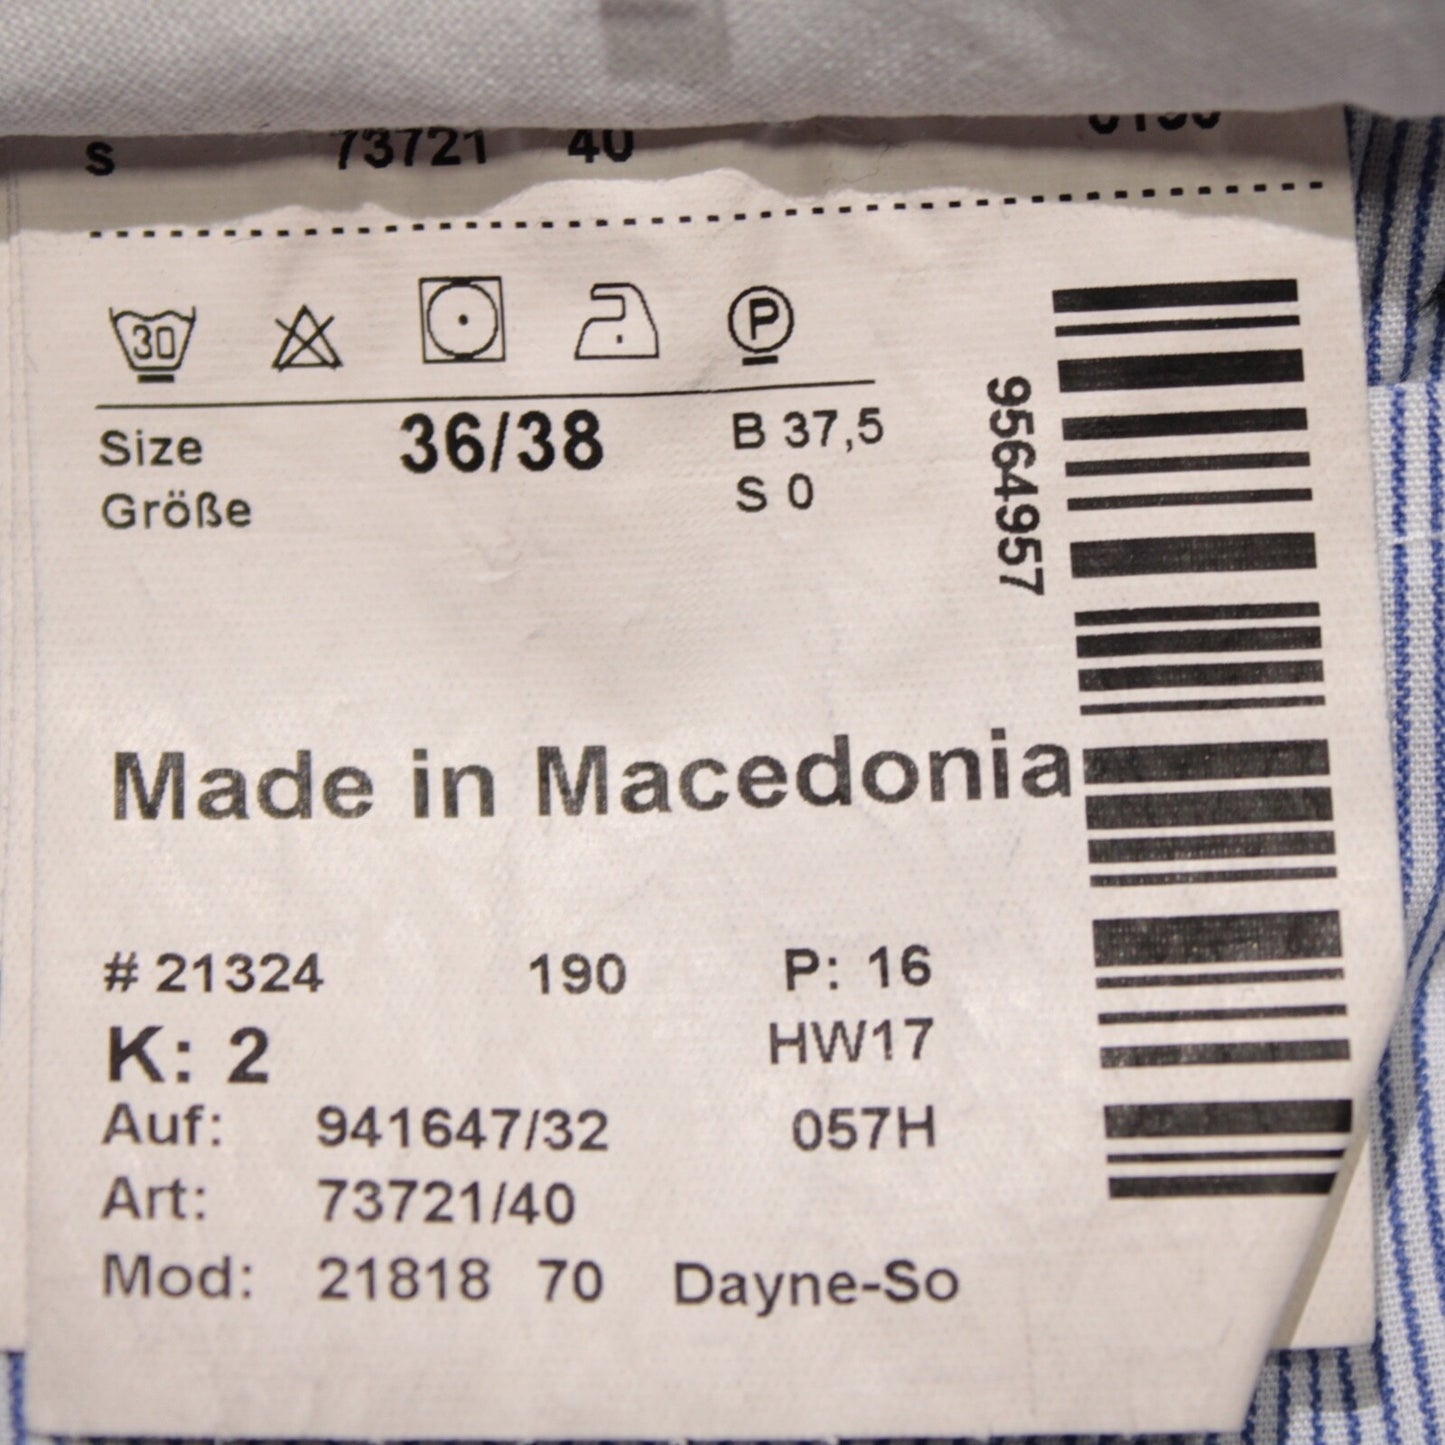 S 73721 40
30 P
Size 36/38 B 37,5
Größe S 0
9564957
Made in Macedonia
# 21324 190 P: 16
K: 2 HW17
Auf: 941647/32 057H
Art: 73721/40
Mod: 21818 70 Dayne-So